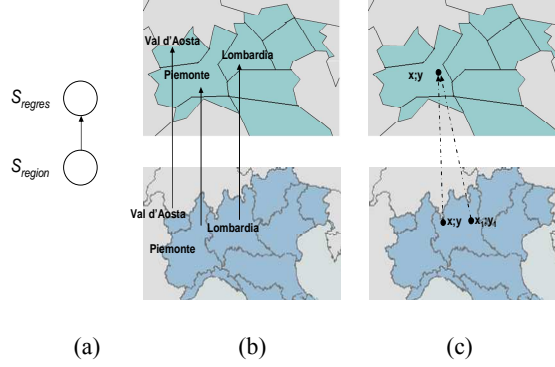 S_regres
S_region
Val d'Aosta
Lombardia
Piemonte
Val d'Aosta
Lombardia
Piemonte
x;y
x;y
x₁;y₁
(a)
(b)
(c)